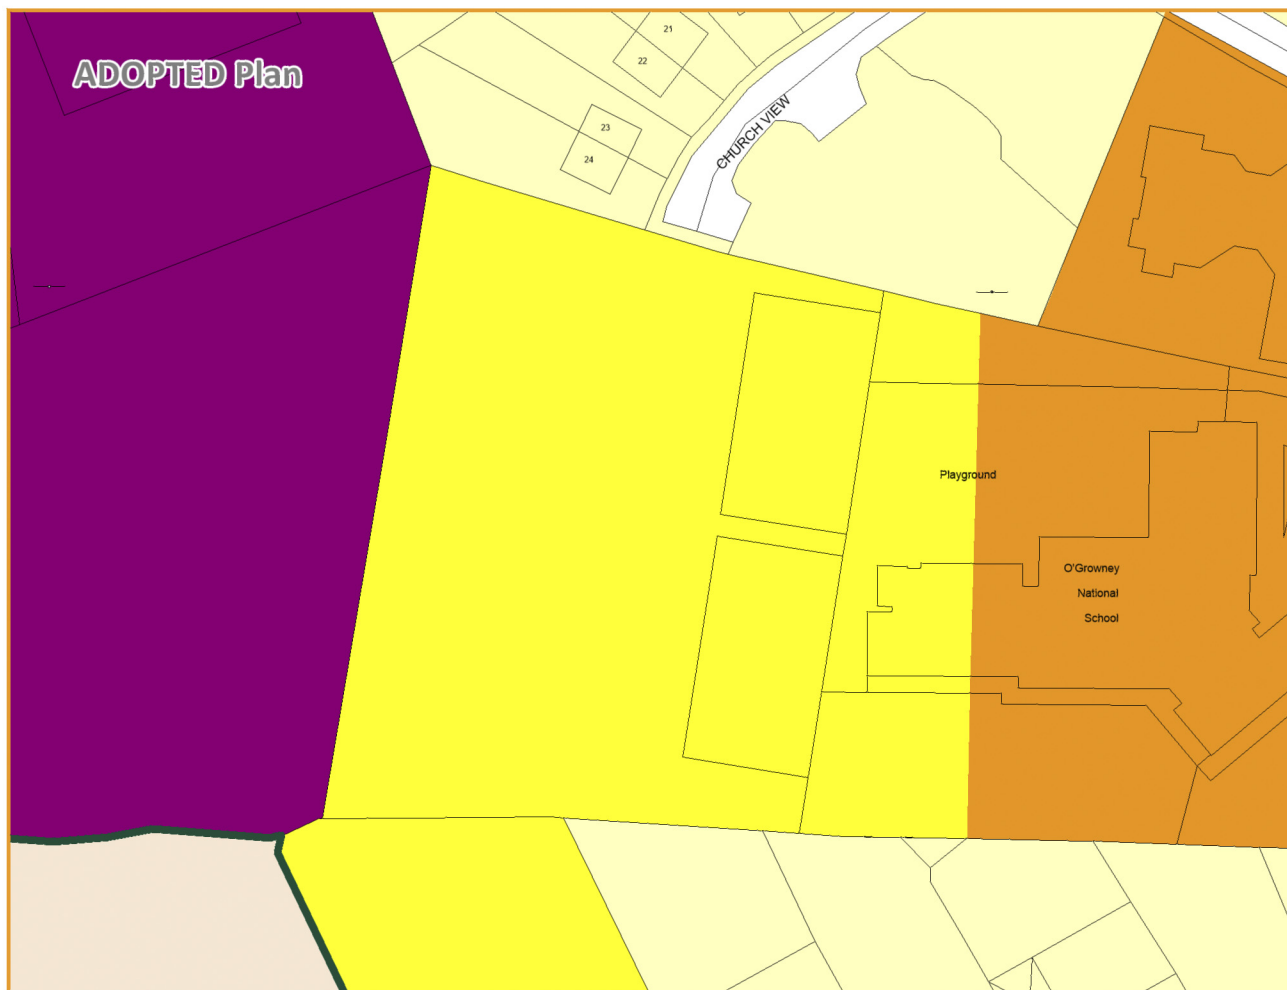 ADOPTED Plan
21
22
CHURCH VIEW
23
24
Playground
O'Growney
National
School